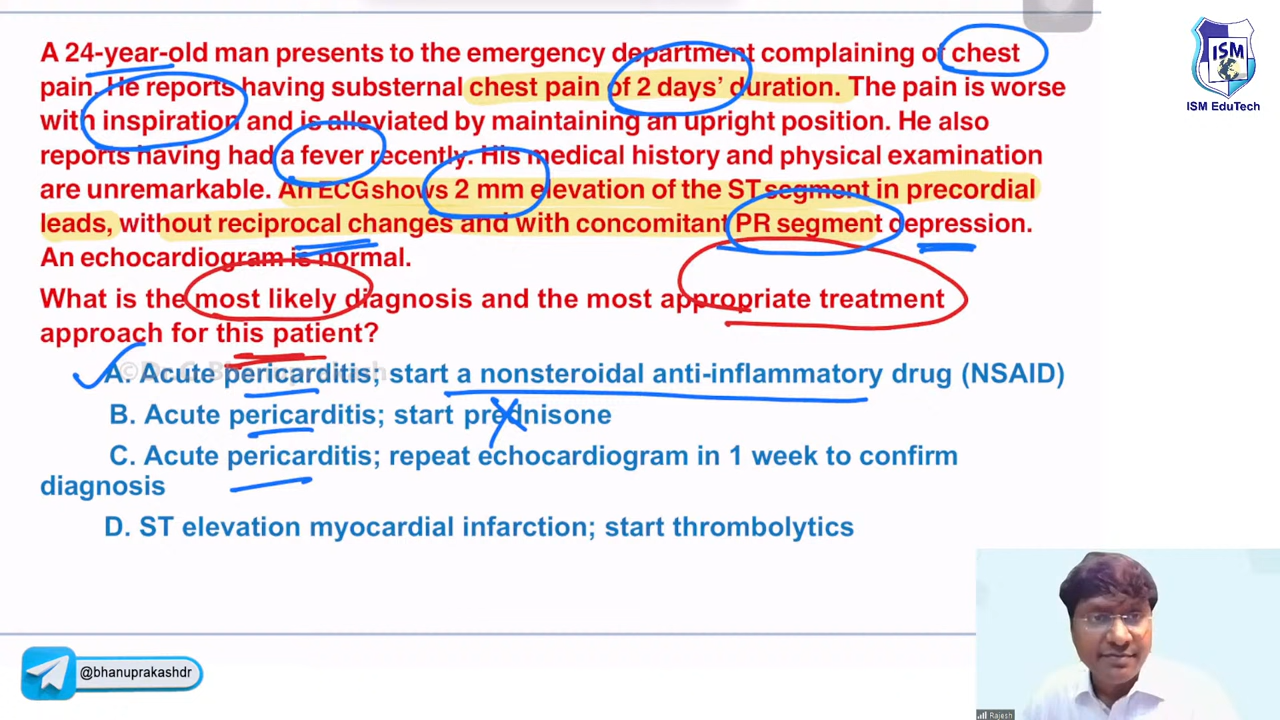 A 24-year-old man presents to the emergency department complaining of chest
pain. He reports having substernal chest pain of 2 days' duration. The pain is worse
with inspiration and is alleviated by maintaining an upright position. He also
reports having had a fever recently. His medical history and physical examination
are unremarkable. An ECG shows 2 mm elevation of the ST segment in precordial
leads, without reciprocal changes and with concomitant PR segment depression.
An echocardiogram is normal.
What is the most likely diagnosis and the most appropriate treatment
approach for this patient?
A. Acute pericarditis; start a nonsteroidal anti-inflammatory drug (NSAID)
B. Acute pericarditis; start prednisone
C. Acute pericarditis; repeat echocardiogram in 1 week to confirm
diagnosis
D. ST elevation myocardial infarction; start thrombolytics
ISM
ISM EduTech
@bhanuprakashdr
Rajesh